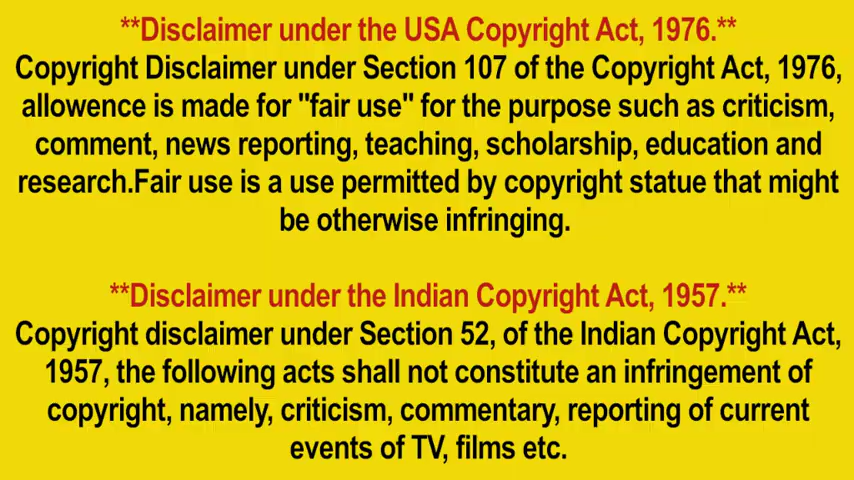 **Disclaimer under the USA Copyright Act, 1976.**
Copyright Disclaimer under Section 107 of the Copyright Act, 1976,
allowence is made for "fair use" for the purpose such as criticism,
comment, news reporting, teaching, scholarship, education and
research.Fair use is a use permitted by copyright statue that might
be otherwise infringing.
**Disclaimer under the Indian Copyright Act, 1957.**
Copyright disclaimer under Section 52, of the Indian Copyright Act,
1957, the following acts shall not constitute an infringement of
copyright, namely, criticism, commentary, reporting of current
events of TV, films etc.